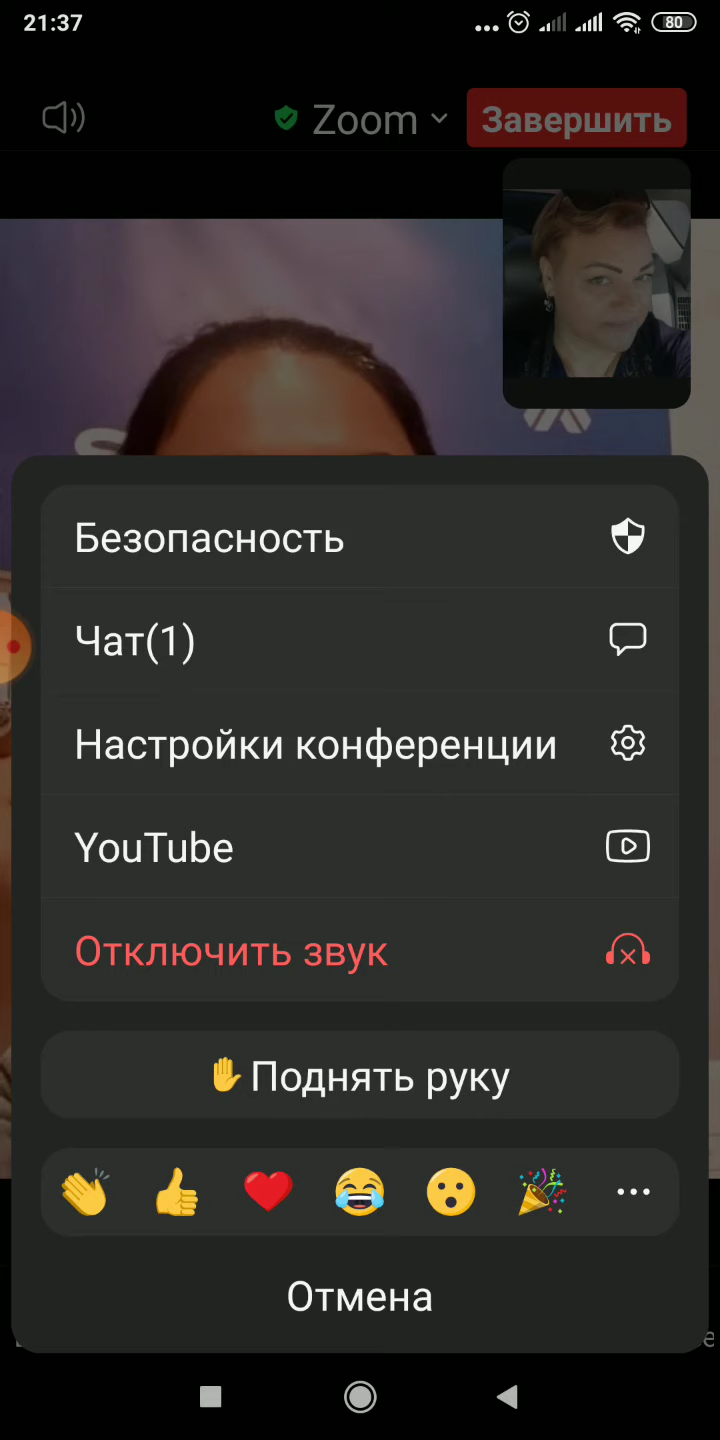 21:37
80
Zoom
Завершить
Безопасность
Чат(1)
Настройки конференции
YouTube
Отключить звук
Поднять руку
Отмена